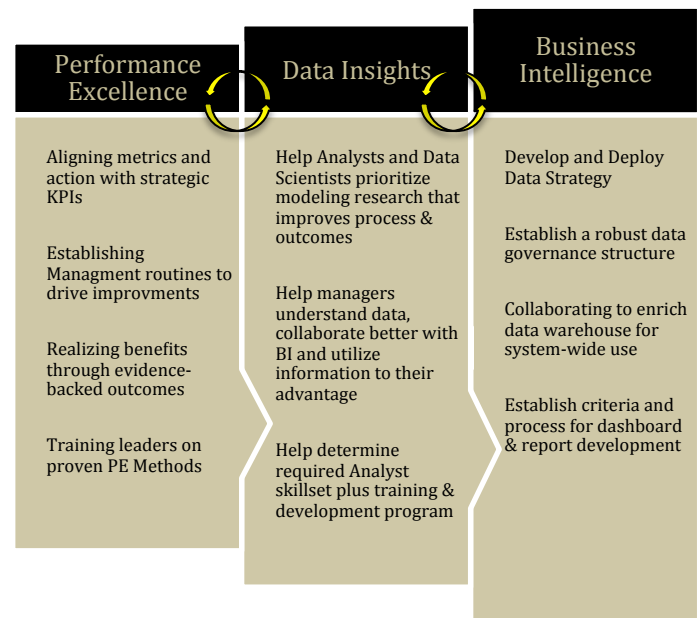 Performance
Excellence
Aligning metrics and
action with strategic
KPIs
Establishing
Managment routines to
drive improvments
Realizing benefits
through evidence-
backed outcomes
Training leaders on
proven PE Methods
Data Insights
Help Analysts and Data
Scientists prioritize
modeling research that
improves process &
outcomes
Help managers
understand data,
collaborate better with
BI and utilize
information to their
advantage
Help determine
required Analyst
skillset plus training &
development program
Business
Intelligence
Develop and Deploy
Data Strategy
Establish a robust data
governance structure
Collaborating to enrich
data warehouse for
system-wide use
Establish criteria and
process for dashboard
& report development